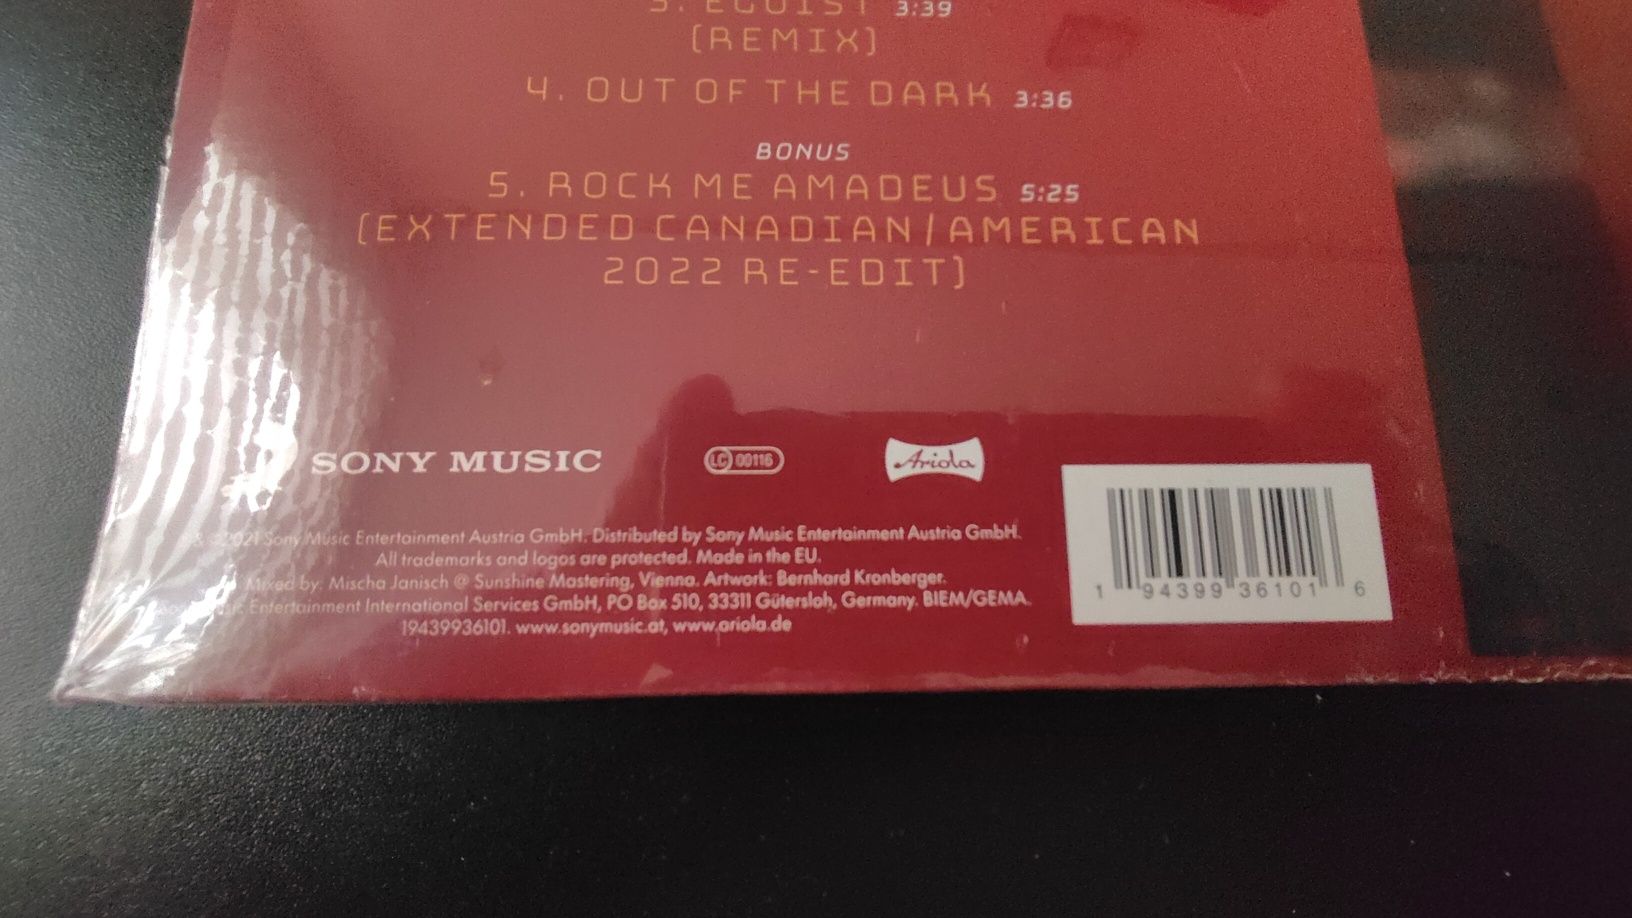 3. EGOIST 3:39
[REMIX]
4. OUT OF THE DARK 3:36
BONUS
5. ROCK ME AMADEUS 5:25
[EXTENDED CANADIAN/AMERICAN
2022 RE-EDIT]
SONY MUSIC
LC 00116
Ariola
& © 2021 Sony Music Entertainment Austria GmbH. Distributed by Sony Music Entertainment Austria GmbH.
All trademarks and logos are protected. Made in the EU.
Mixed by: Mischa Janisch @ Sunshine Mastering, Vienna. Artwork: Bernhard Kronberger.
Music Entertainment International Services GmbH, PO Box 510, 33311 Gütersloh, Germany. BIEM/GEMA.
19439936101. www.sonymusic.at, www.ariola.de
1 94399 36101 6